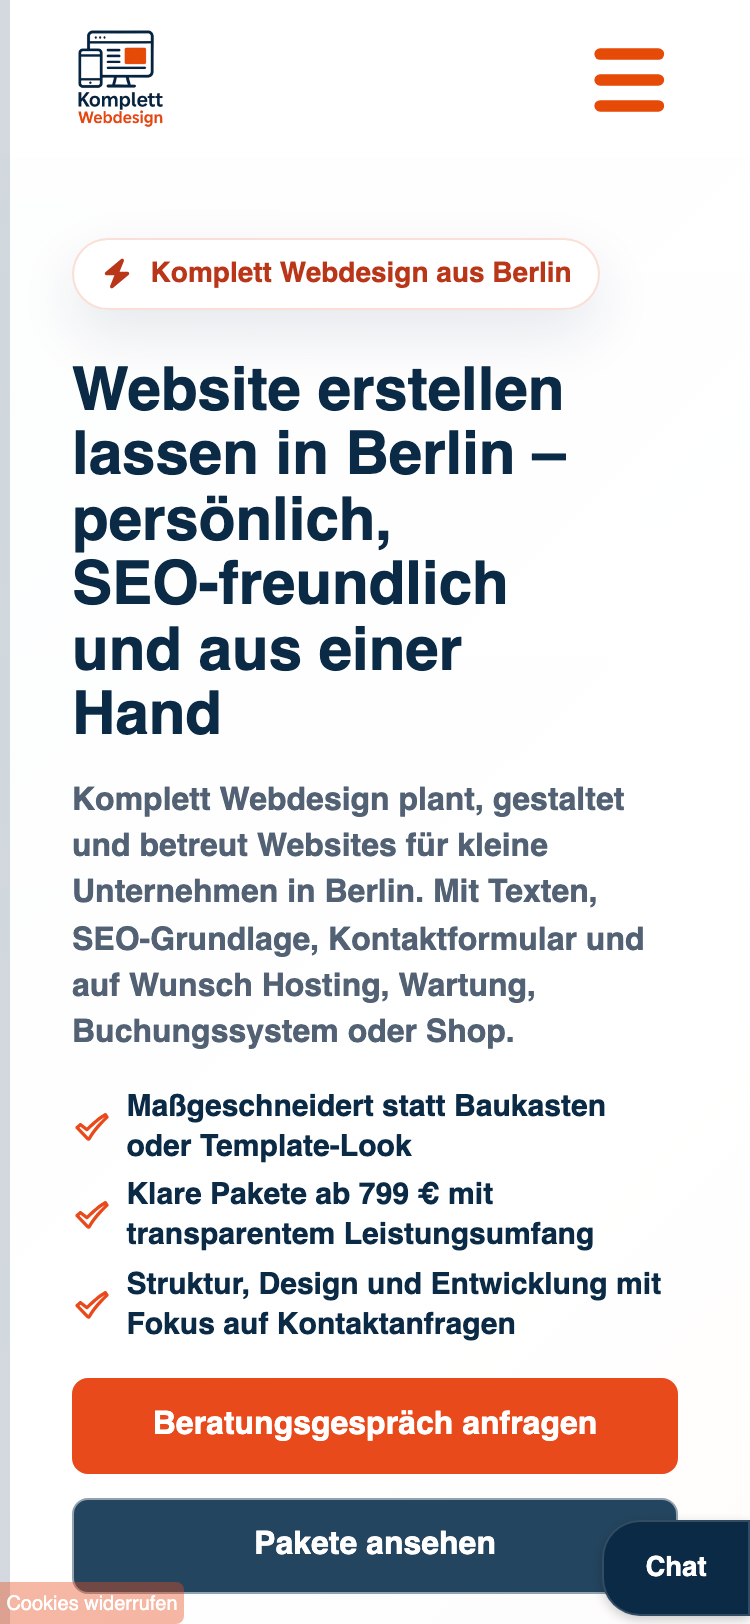 Komplett
Webdesign
Komplett Webdesign aus Berlin
Website erstellen
lassen in Berlin –
persönlich,
SEO-freundlich
und aus einer
Hand
Komplett Webdesign plant, gestaltet
und betreut Websites für kleine
Unternehmen in Berlin. Mit Texten,
SEO-Grundlage, Kontaktformular und
auf Wunsch Hosting, Wartung,
Buchungssystem oder Shop.
Maßgeschneidert statt Baukasten
oder Template-Look
Klare Pakete ab 799 € mit
transparentem Leistungsumfang
Struktur, Design und Entwicklung mit
Fokus auf Kontaktanfragen
Beratungsgespräch anfragen
Pakete ansehen
Chat
Cookies widerrufen